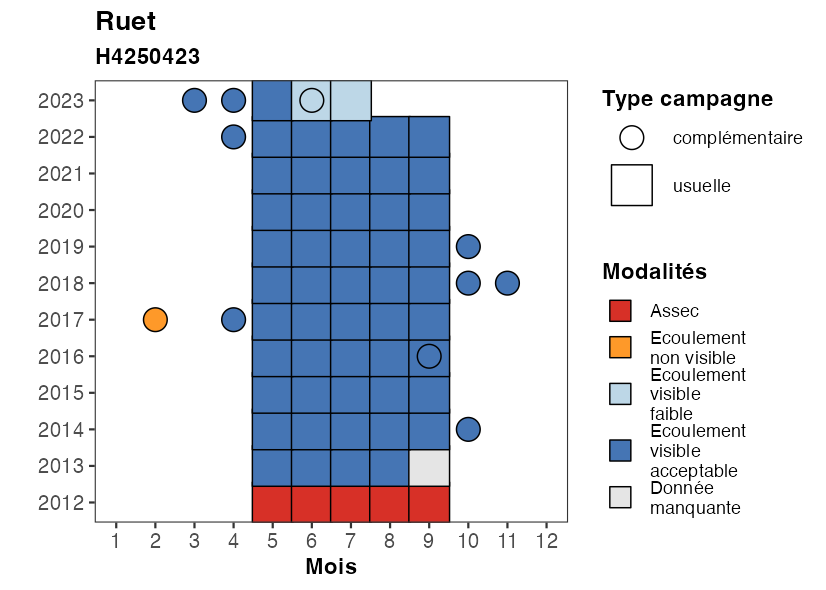 Ruet
H4250423
2023
2022
2021
2020
2019
2018
2017
2016
2015
2014
2013
2012
1 2 3 4 5 6 7 8 9 10 11 12
Mois
Type campagne
complémentaire
usuelle
Modalités
Assec
Ecoulement
non visible
Ecoulement
visible
faible
Ecoulement
visible
acceptable
Donnée
manquante